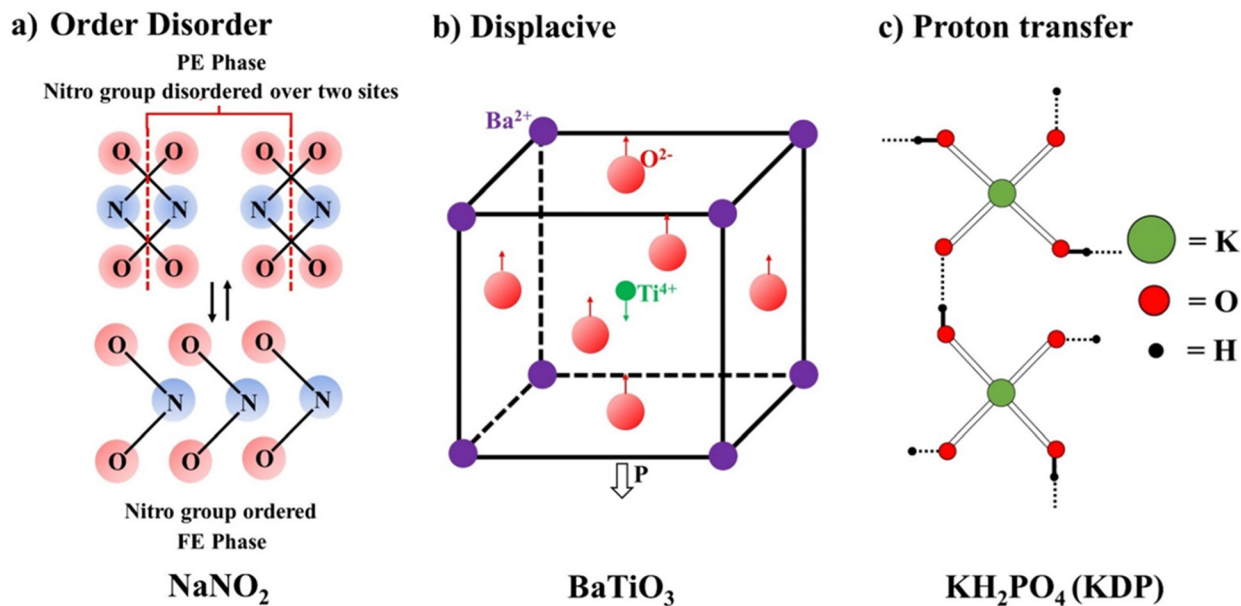 a) Order Disorder
PE Phase
Nitro group disordered over two sites
O O O O
N N N N
O O O O
O O O
N N N
O O O
Nitro group ordered
FE Phase
NaNO₂
b) Displacive
Ba²⁺
O²⁻
Ti⁴⁺
P
BaTiO₃
c) Proton transfer
= K
= O
= H
KH₂PO₄ (KDP)